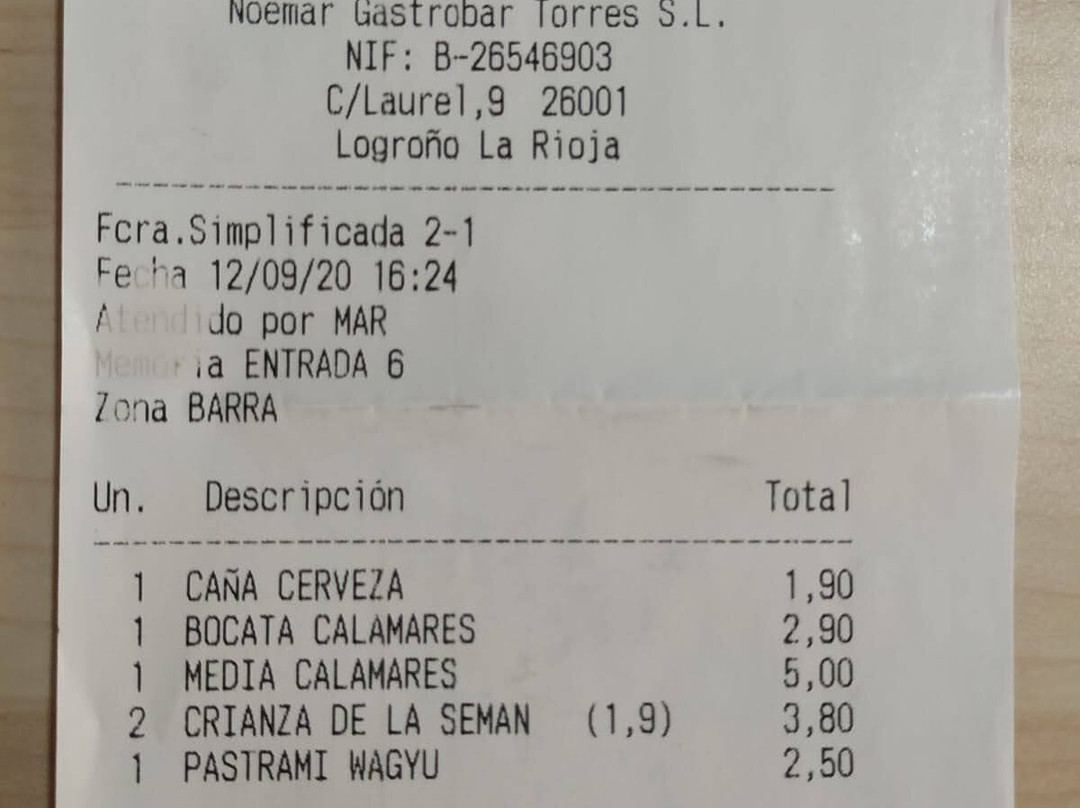 Noemar Gastrobar Torres S.L.
NIF: B-26546903
C/Laurel,9 26001
Logroño La Rioja
Fcra.Simplificada 2-1
Fecha 12/09/20 16:24
Atendido por MAR
Memoria ENTRADA 6
Zona BARRA
Un. Descripción Total
1 CAÑA CERVEZA 1,90
1 BOCATA CALAMARES 2,90
1 MEDIA CALAMARES 5,00
2 CRIANZA DE LA SEMAN (1,9) 3,80
1 PASTRAMI WAGYU 2,50